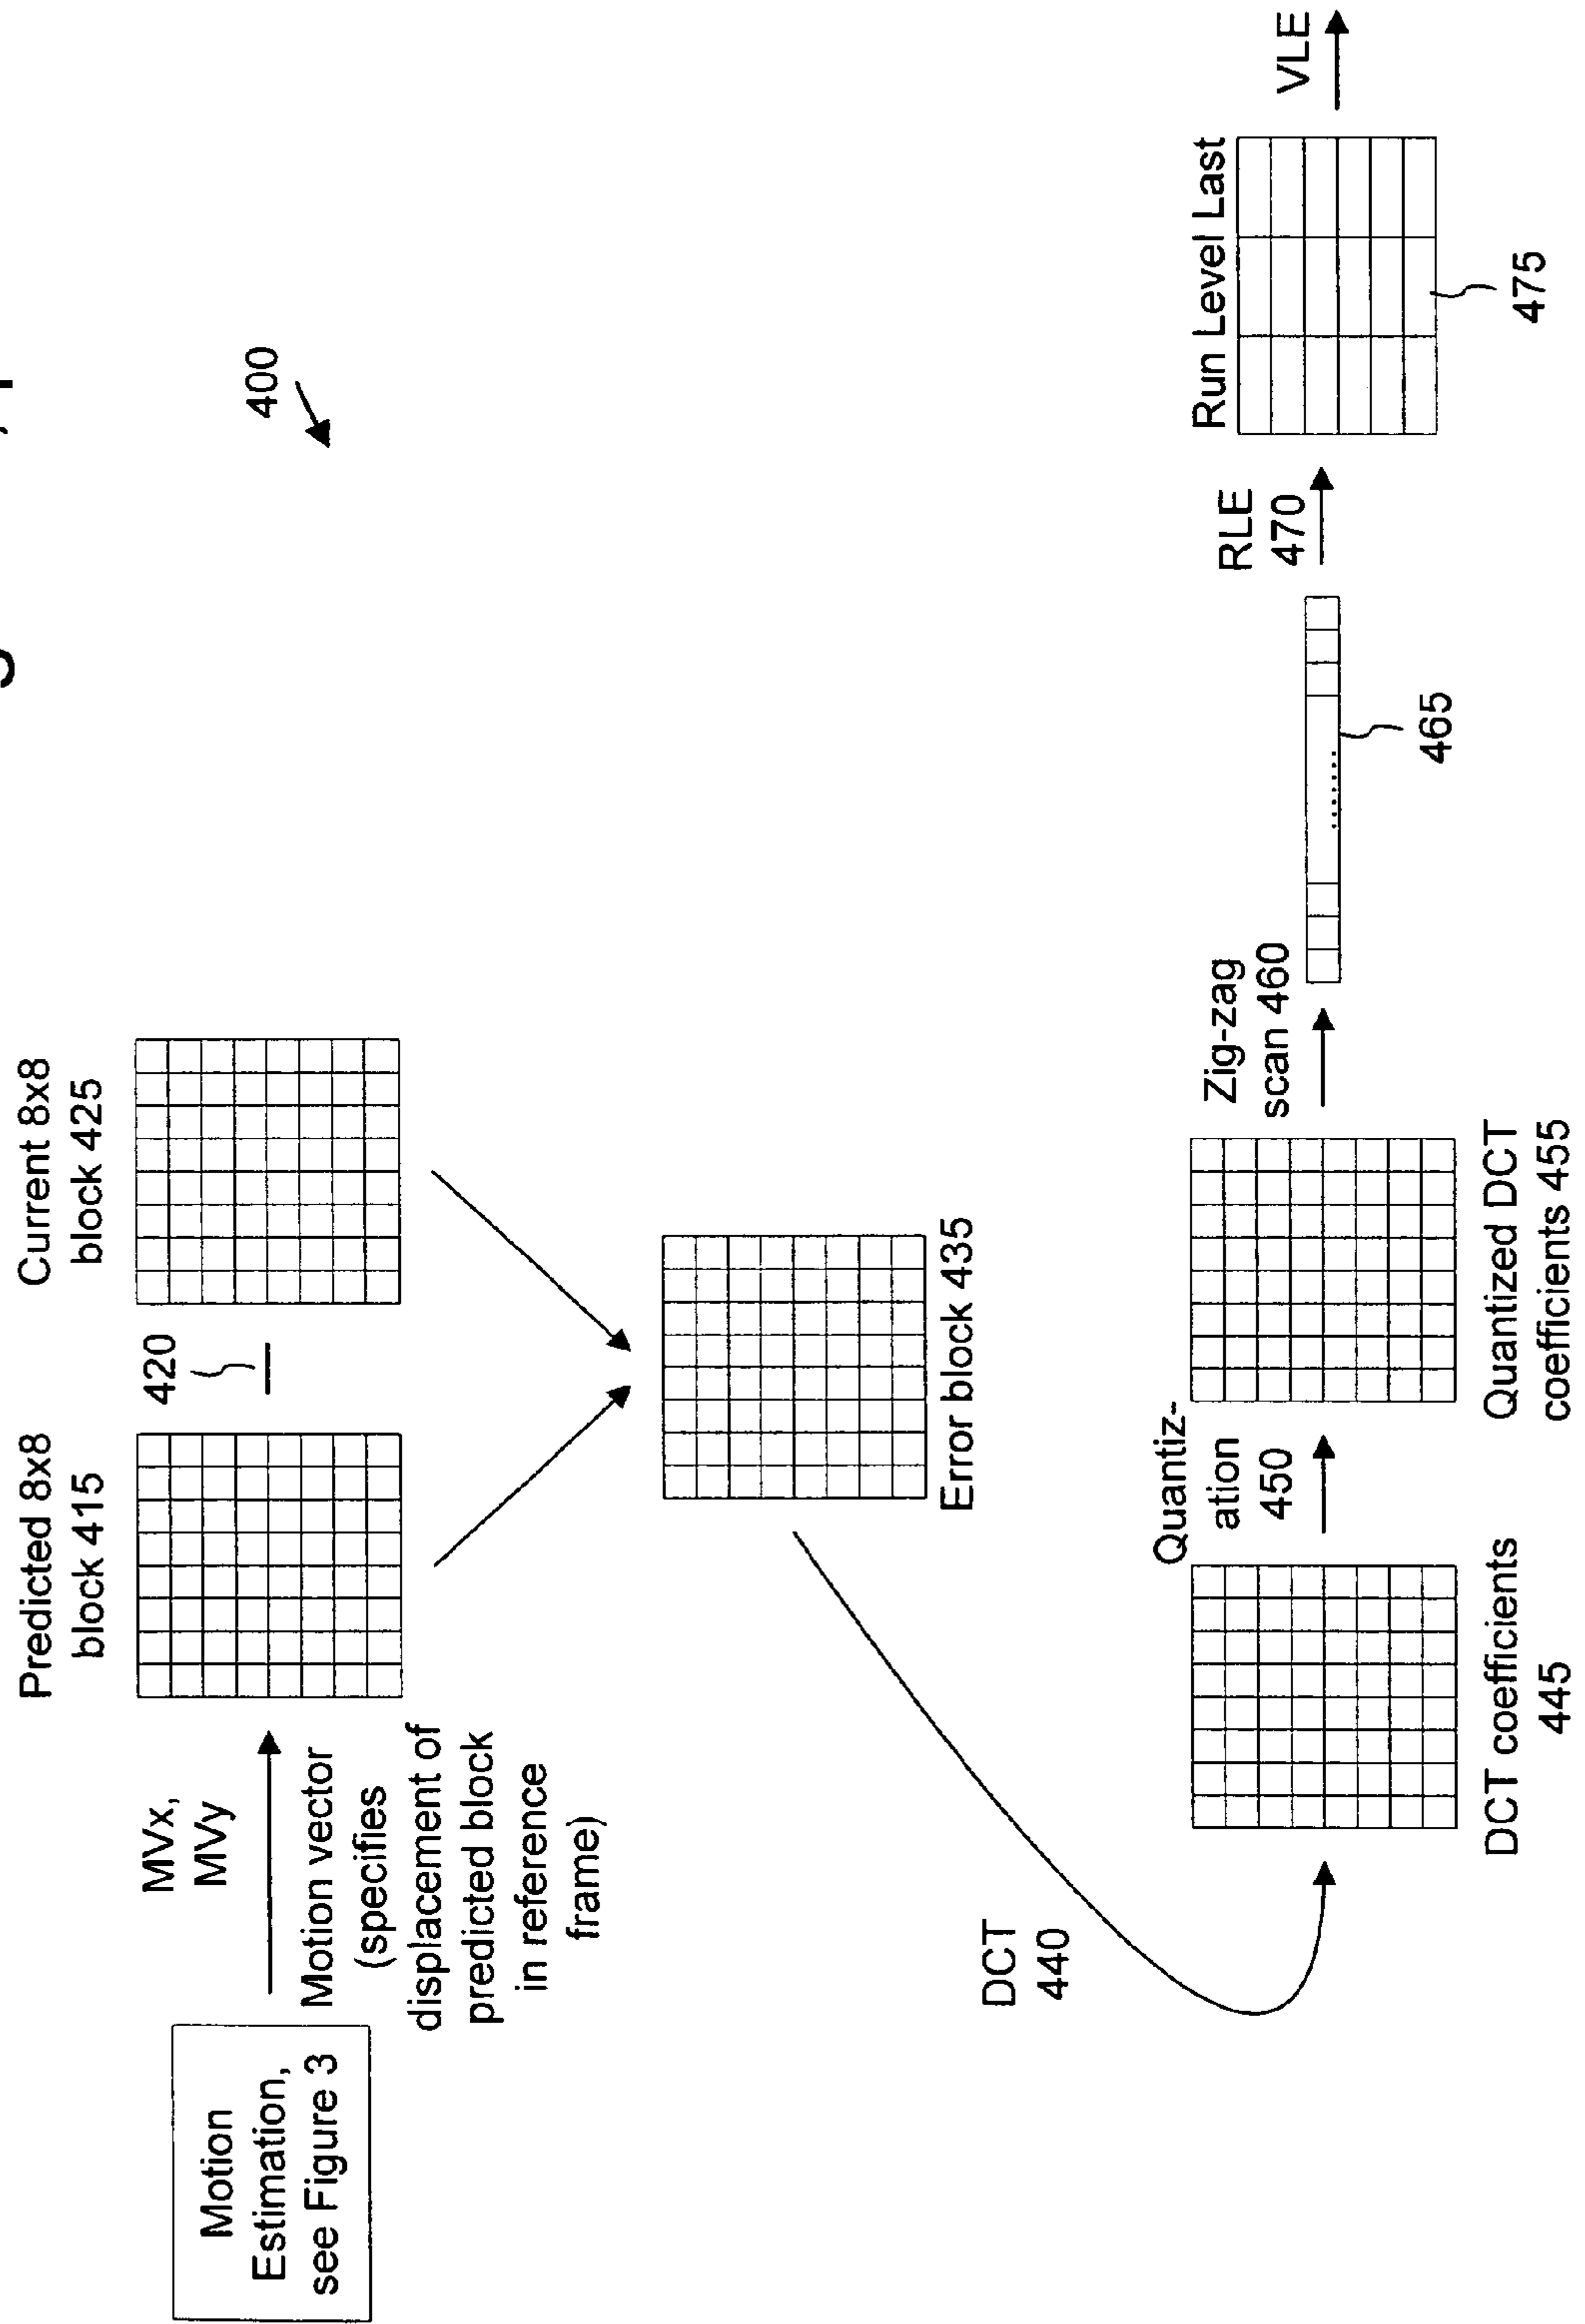 400
Predicted 8x8
block 415
420
Current 8x8
block 425
MVx,
MVy
Motion
Estimation,
see Figure 3
Motion vector
(specifies
displacement of
predicted block
in reference
frame)
Error block 435
DCT
440
DCT coefficients
445
Quantiz-
ation
450
Quantized DCT
coefficients 455
Zig-zag
scan 460
465
RLE
470
Run Level Last
475
VLE